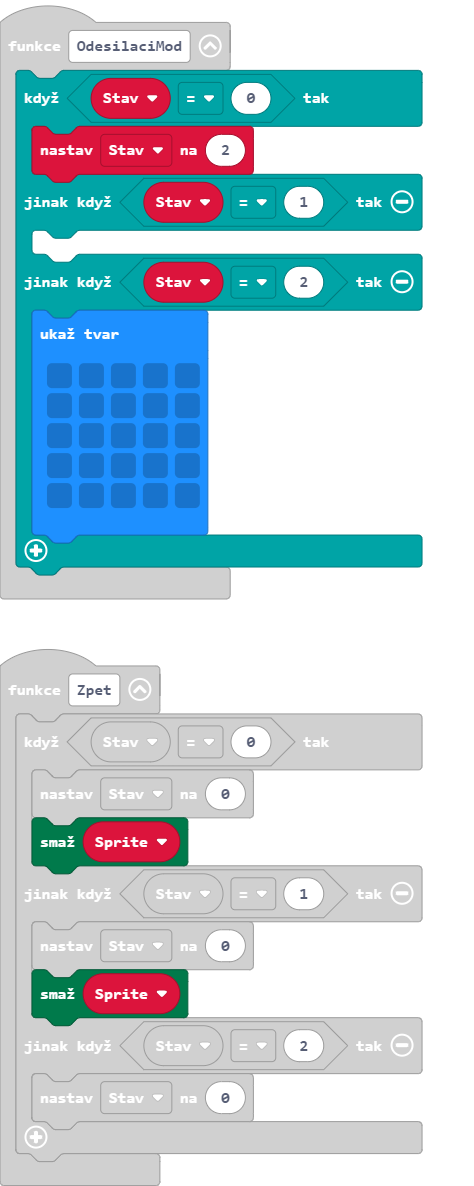 funkce OdesilaciMod
když Stav = 0 tak
nastav Stav na 2
jinak když Stav = 1 tak
jinak když Stav = 2 tak
ukaž tvar
funkce Zpet
když Stav = 0 tak
nastav Stav na 0
smaž Sprite
jinak když Stav = 1 tak
nastav Stav na 0
smaž Sprite
jinak když Stav = 2 tak
nastav Stav na 0